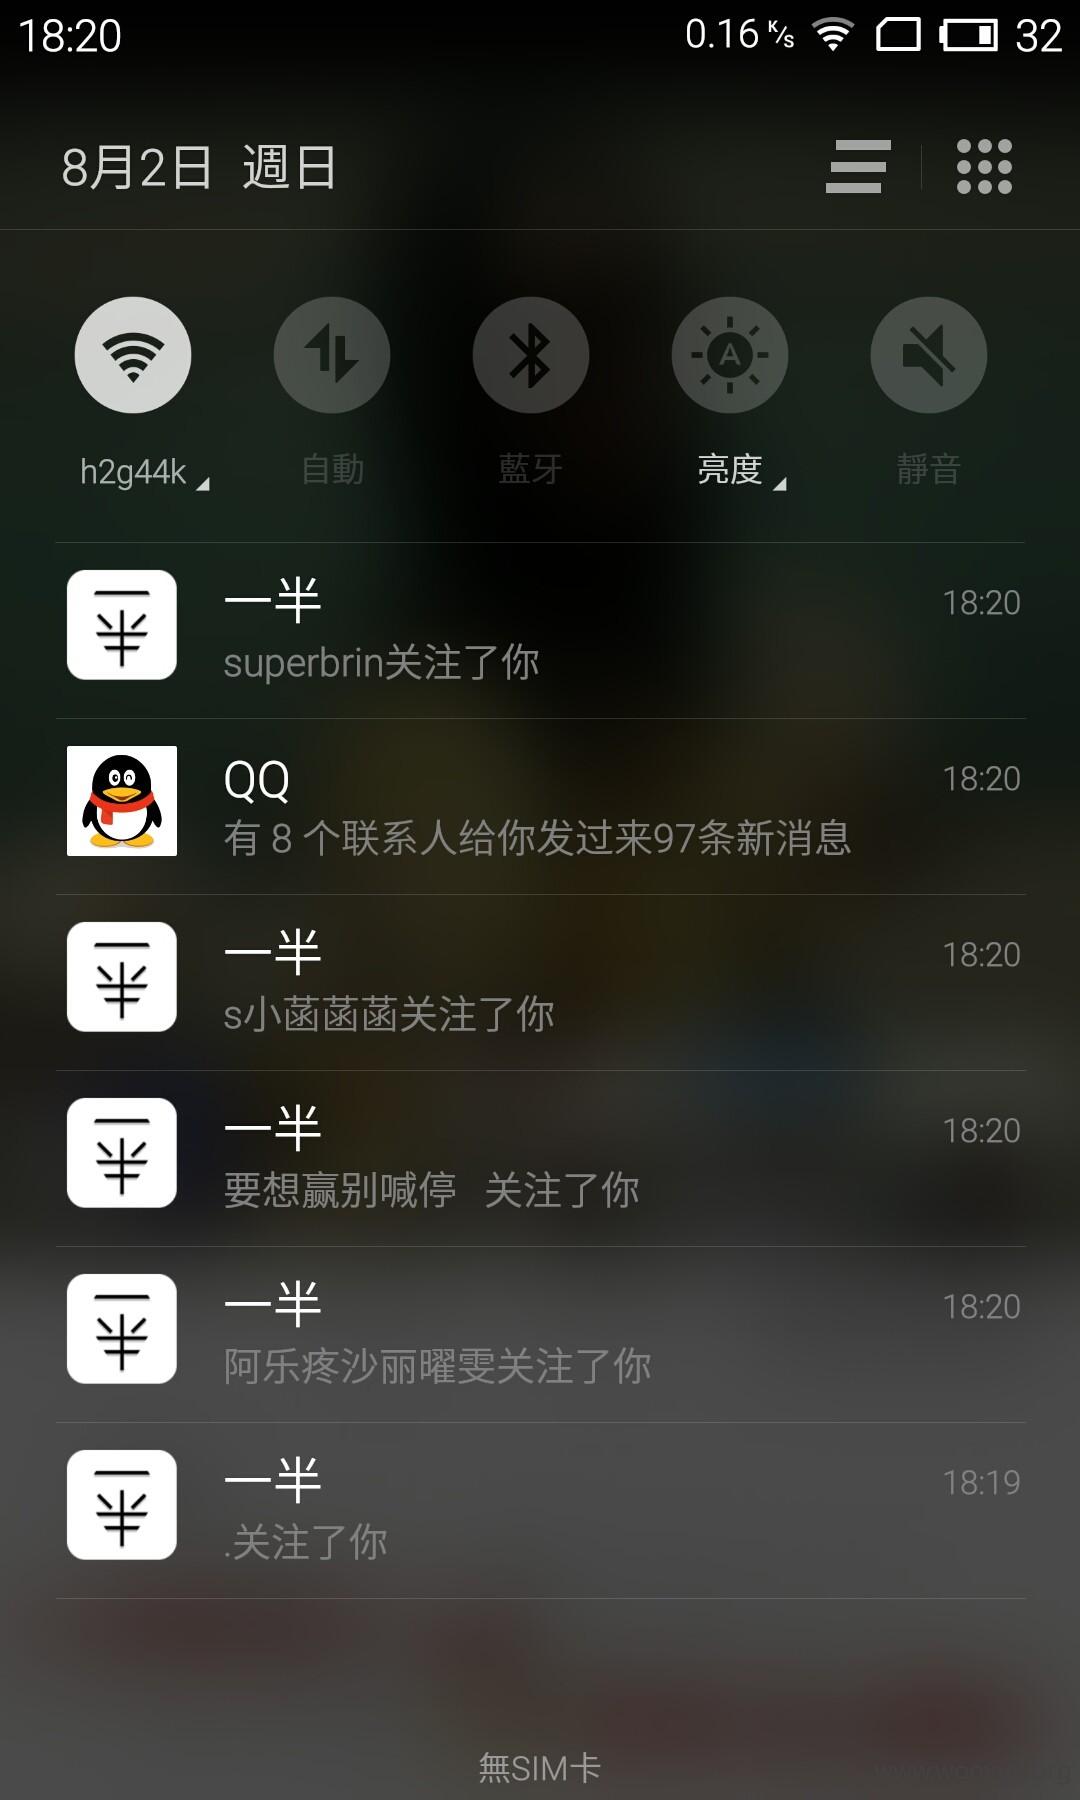 18:20 0.16 K/s 32
8月2日 週日
h2g44k 自動 藍牙 亮度 靜音
一半 18:20
superbrin关注了你
QQ 18:20
有 8 个联系人给你发过来97条新消息
一半 18:20
s小菡菡菡关注了你
一半 18:20
要想赢别喊停 关注了你
一半 18:20
阿乐疼沙丽曜雯关注了你
一半 18:19
.关注了你
無SIM卡